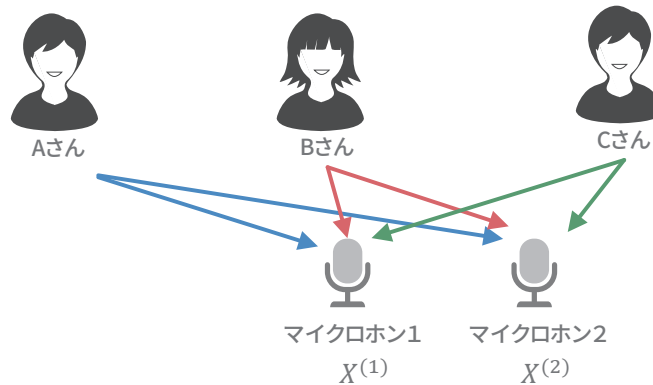 Aさん
Bさん
Cさん
マイクロホン1
マイクロホン2
X^{(1)}
X^{(2)}